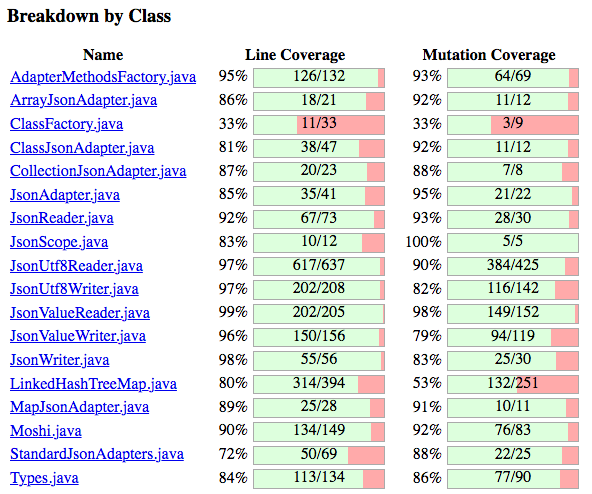 Breakdown by Class
Name Line Coverage Mutation Coverage
AdapterMethodsFactory.java 95% 126/132 93% 64/69
ArrayJsonAdapter.java 86% 18/21 92% 11/12
ClassFactory.java 33% 11/33 33% 3/9
ClassJsonAdapter.java 81% 38/47 92% 11/12
CollectionJsonAdapter.java 87% 20/23 88% 7/8
JsonAdapter.java 85% 35/41 95% 21/22
JsonReader.java 92% 67/73 93% 28/30
JsonScope.java 83% 10/12 100% 5/5
JsonUtf8Reader.java 97% 617/637 90% 384/425
JsonUtf8Writer.java 97% 202/208 82% 116/142
JsonValueReader.java 99% 202/205 98% 149/152
JsonValueWriter.java 96% 150/156 79% 94/119
JsonWriter.java 98% 55/56 83% 25/30
LinkedHashTreeMap.java 80% 314/394 53% 132/251
MapJsonAdapter.java 89% 25/28 91% 10/11
Moshi.java 90% 134/149 92% 76/83
StandardJsonAdapters.java 72% 50/69 88% 22/25
Types.java 84% 113/134 86% 77/90